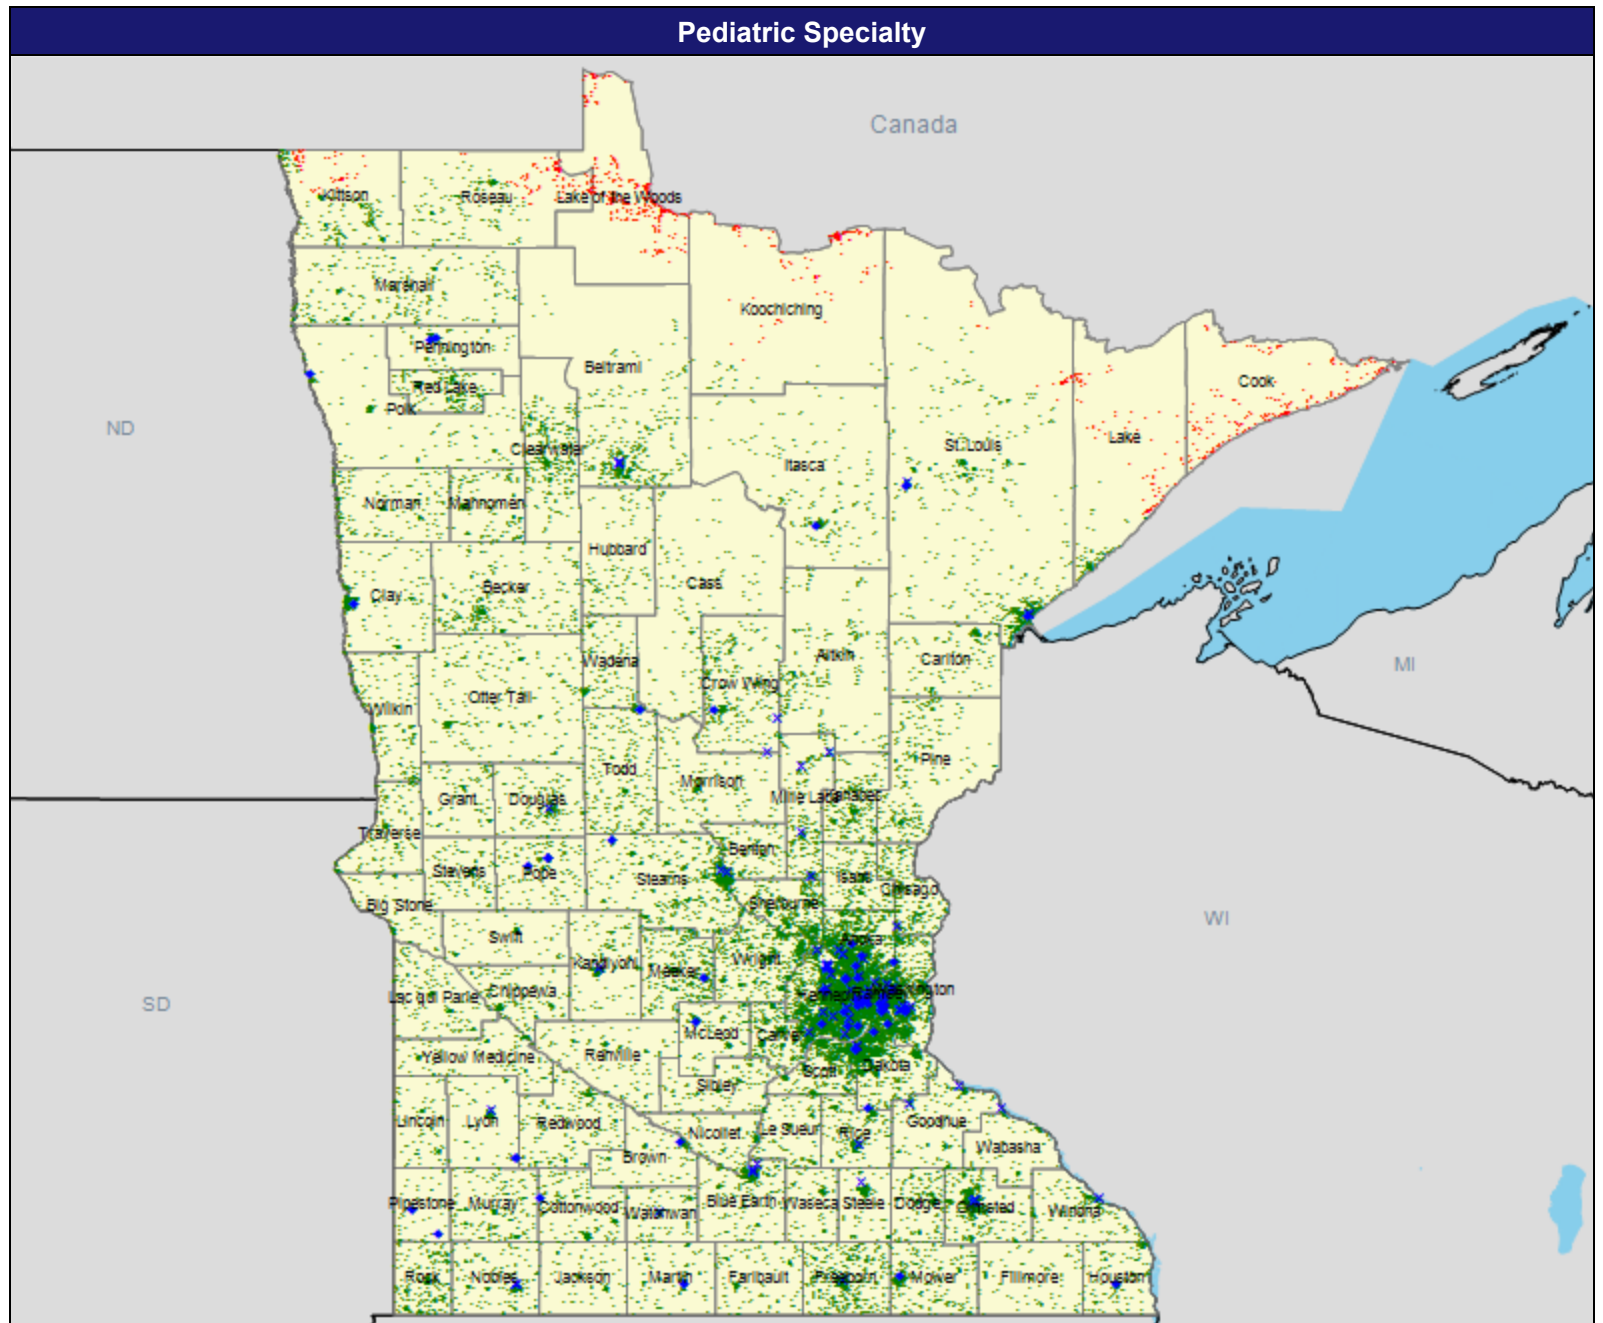 Pediatric Specialty
Canada
Kittson
Roseau
Lake of the Woods
Marshall
Koochiching
Pennington
Beltrami
Red Lake
Cook
Polk
ND
Lake
St. Louis
Clearwater
Itasca
Norman
Mahnomen
Hubbard
Cass
Becker
Clay
Aitkin
Carlton
Wadena
MI
Crow Wing
Otter Tail
Wilkin
Pine
Todd
Morrison
Grant
Douglas
Mille Lacs
Kanabec
Traverse
Benton
Stevens
Pope
Stearns
Isanti
Chisago
Big Stone
Sherburne
WI
Swift
Anoka
Kandiyohi
Meeker
Wright
Lac qui Parle
Chippewa
Hennepin
Ramsey
Washington
SD
McLeod
Carver
Yellow Medicine
Renville
Scott
Dakota
Sibley
Lincoln
Lyon
Redwood
Nicollet
Le Sueur
Rice
Goodhue
Brown
Wabasha
Pipestone
Murray
Cottonwood
Watonwan
Blue Earth
Waseca
Steele
Dodge
Olmsted
Winona
Rock
Nobles
Jackson
Martin
Faribault
Freeborn
Mower
Fillmore
Houston